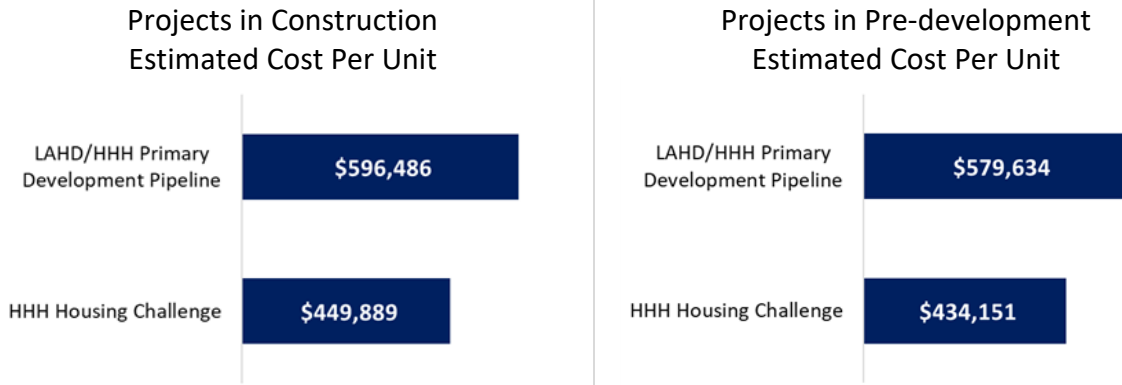 Projects in Construction
Estimated Cost Per Unit
LAHD/HHH Primary
Development Pipeline
$596,486
HHH Housing Challenge
$449,889
Projects in Pre-development
Estimated Cost Per Unit
LAHD/HHH Primary
Development Pipeline
$579,634
HHH Housing Challenge
$434,151